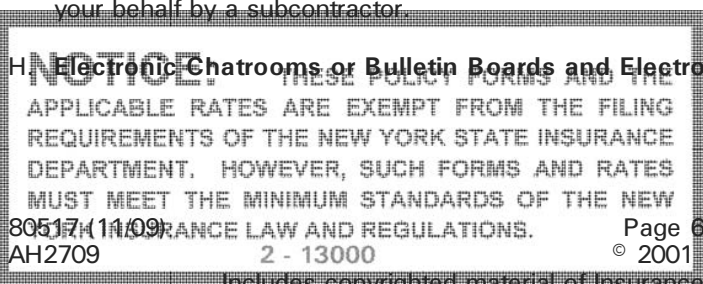 your behalf by a subcontractor.
H. Electronic Chatrooms or Bulletin Boards and Electro
NOTICE: THESE POLICY FORMS AND THE
APPLICABLE RATES ARE EXEMPT FROM THE FILING
REQUIREMENTS OF THE NEW YORK STATE INSURANCE
DEPARTMENT. HOWEVER, SUCH FORMS AND RATES
MUST MEET THE MINIMUM STANDARDS OF THE NEW
YORK INSURANCE LAW AND REGULATIONS.
80517 (11/09) Page 6
AH2709 2 - 13000 © 2001
Includes copyrighted material of Insurance